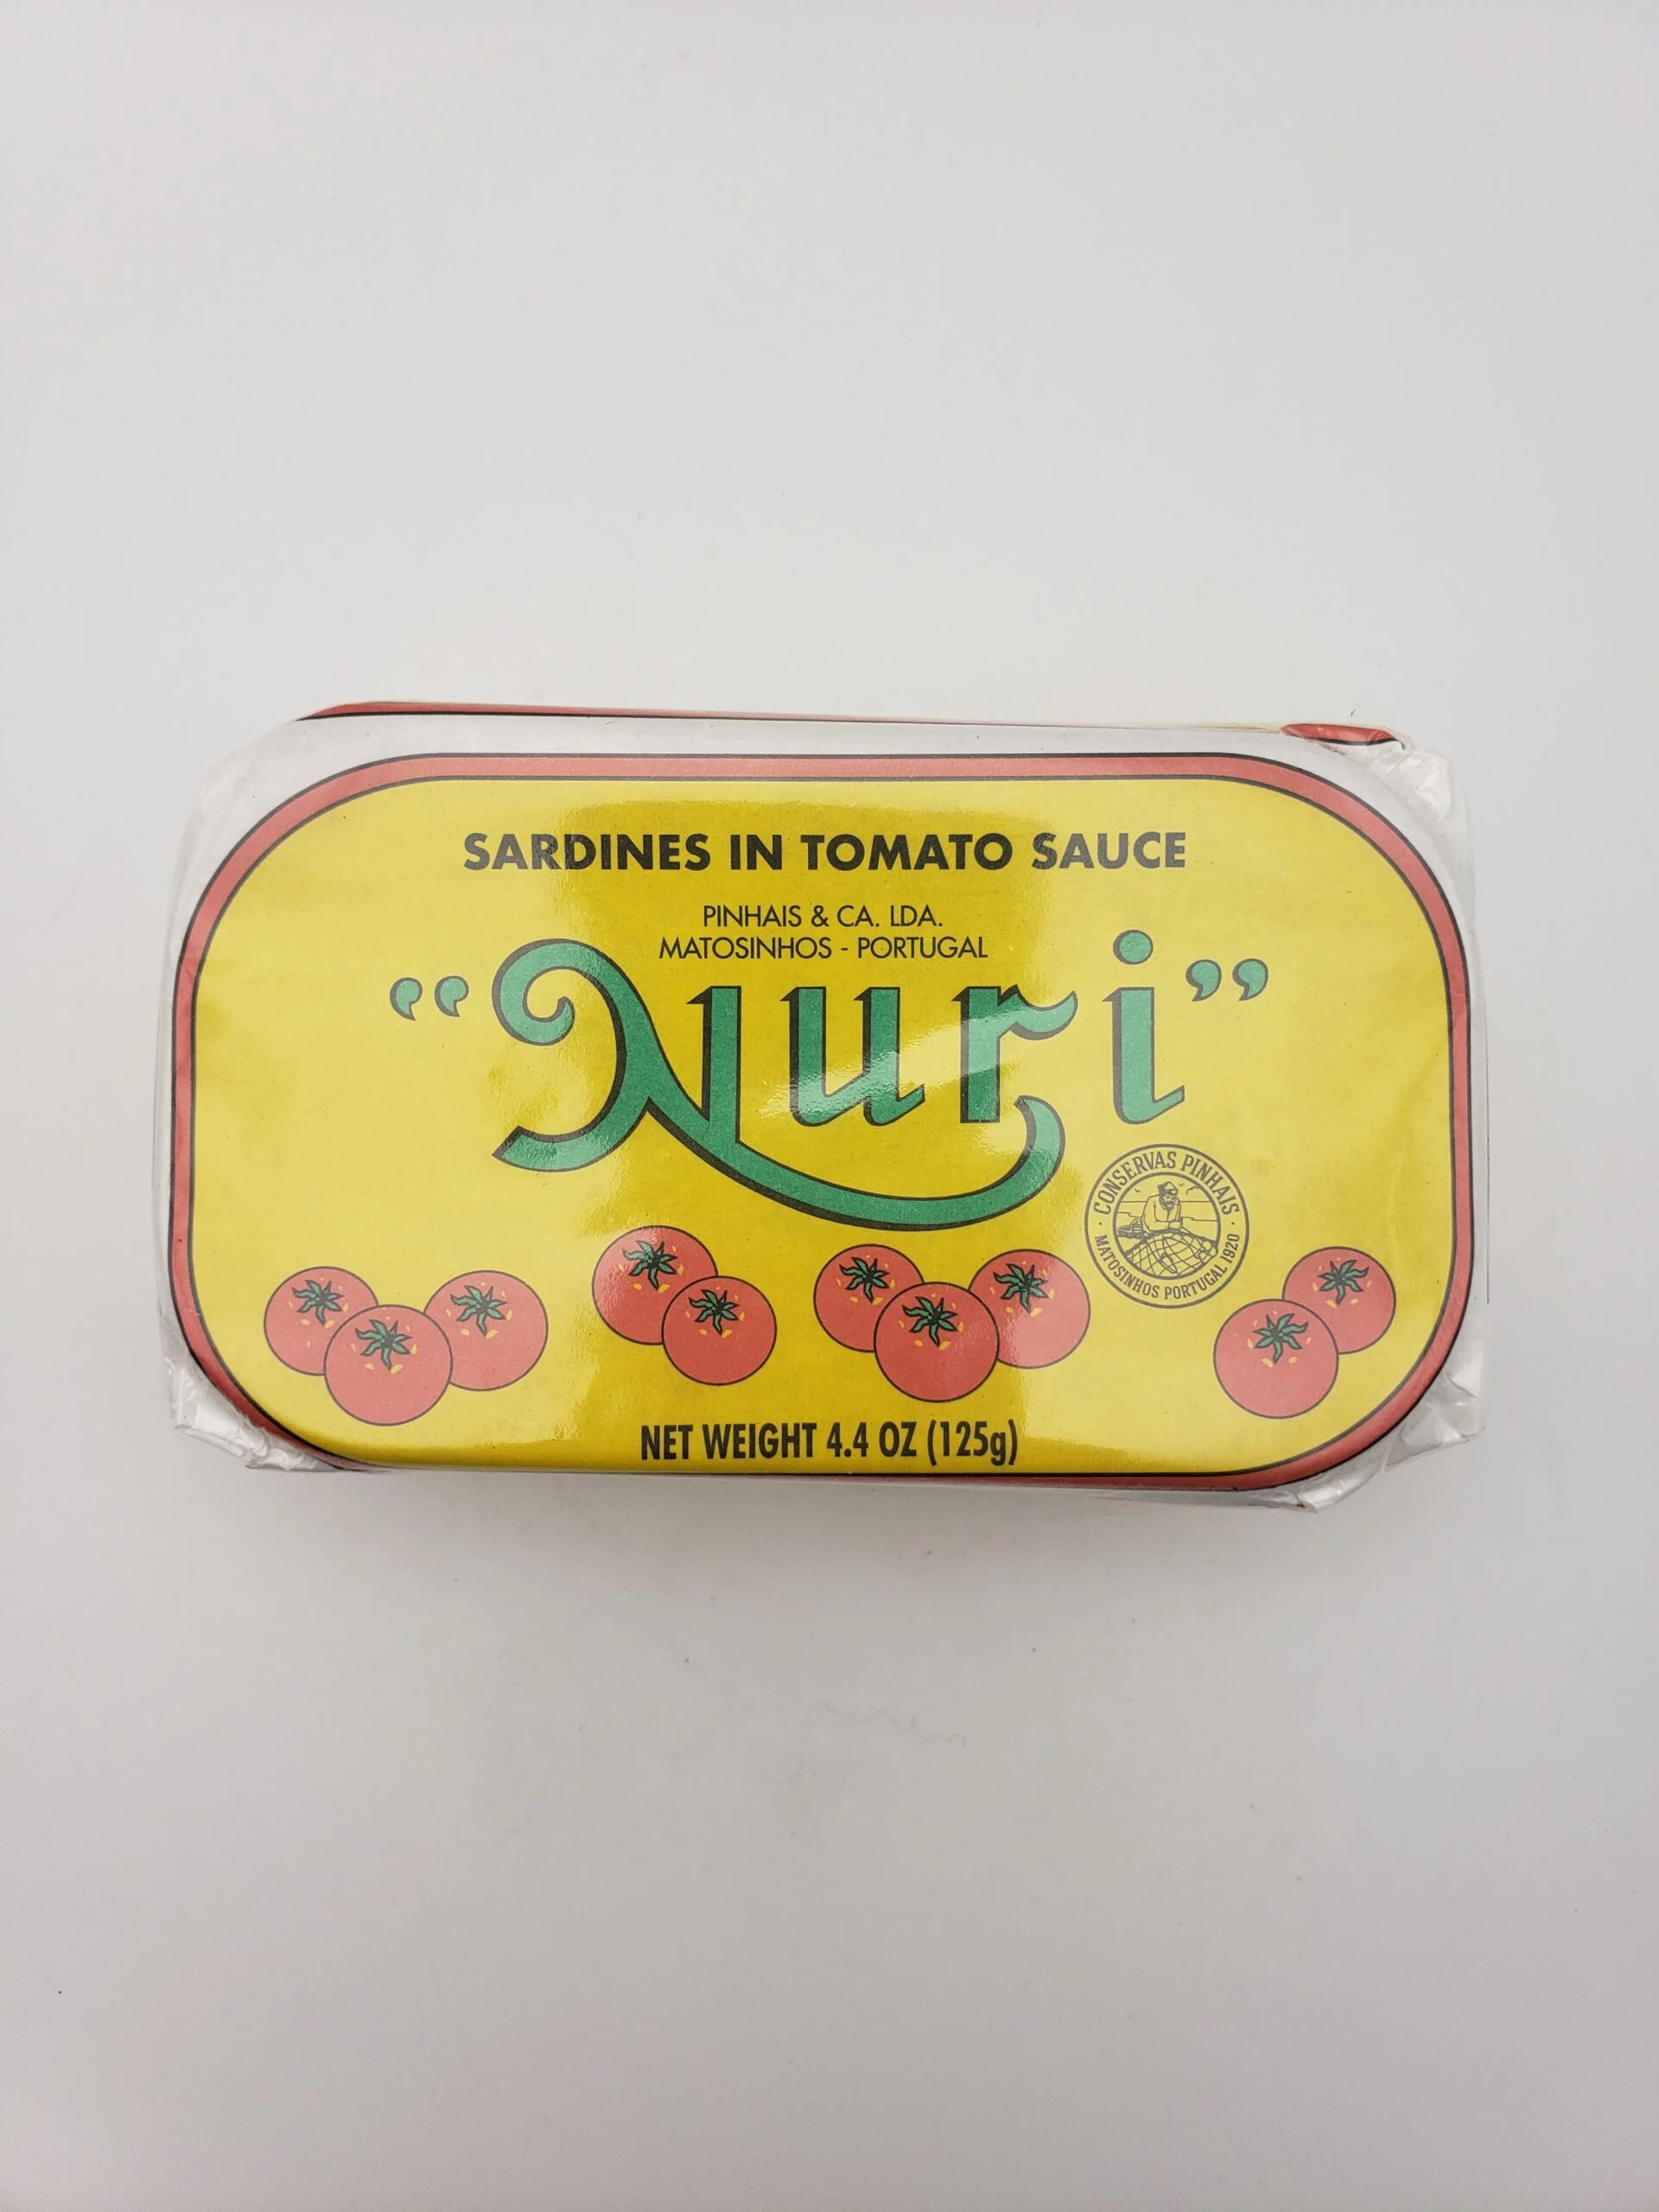 SARDINES IN TOMATO SAUCE
PINHAIS & CA. LDA.
MATOSINHOS - PORTUGAL
“Nuri”
· CONSERVAS PINHAIS ·
MATOSINHOS PORTUGAL 1920
NET WEIGHT 4.4 OZ (125g)